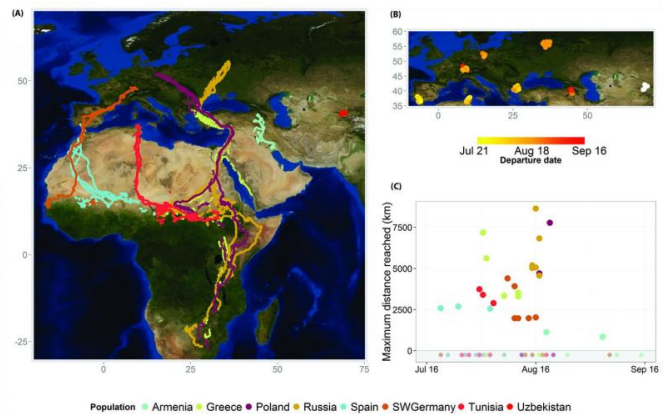 (A)
50
25
0
-25
0
25
50
75
(B)
60
55
50
45
40
35
0
25
50
Jul 21 Aug 18 Sep 16
Departure date
(C)
Maximum distance reached (km)
7500
5000
2500
0
Jul 16 Aug 16 Sep 16
Population Armenia Greece Poland Russia Spain SWGermany Tunisia Uzbekistan